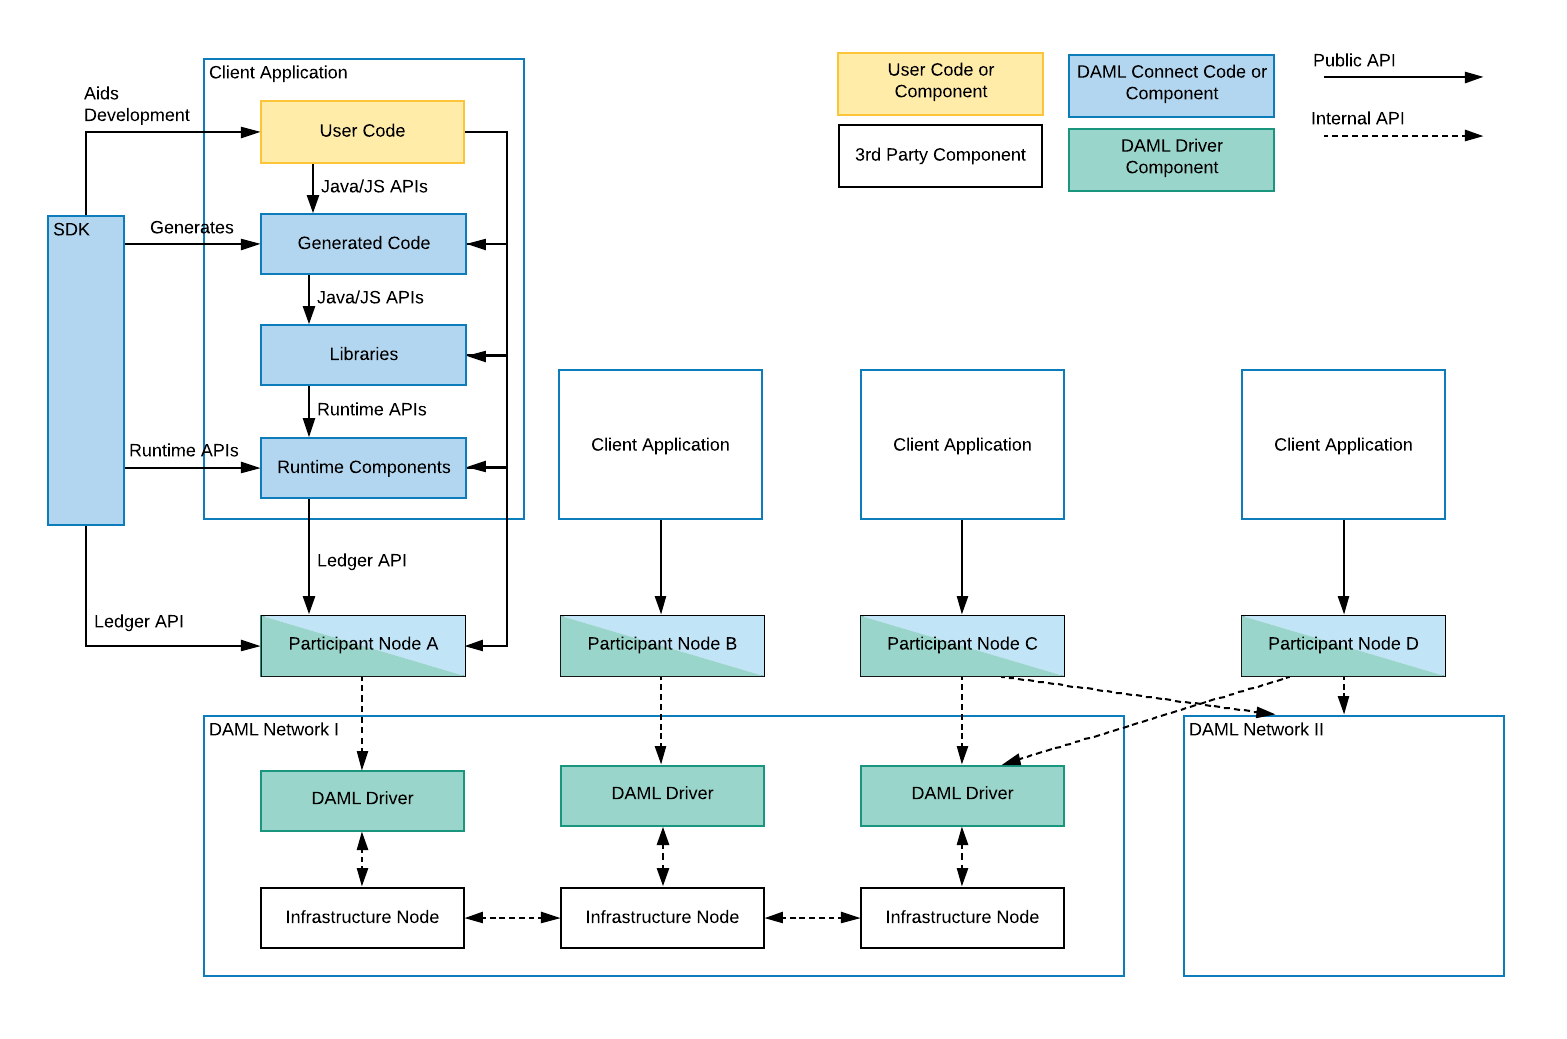 Client Application
Aids
Development
User Code
Java/JS APIs
SDK
Generates
Generated Code
Java/JS APIs
Libraries
Runtime APIs
Runtime APIs
Runtime Components
Ledger API
Ledger API
User Code or
Component
DAML Connect Code or
Component
Public API
Internal API
3rd Party Component
DAML Driver
Component
Client Application
Client Application
Client Application
Participant Node A
Participant Node B
Participant Node C
Participant Node D
DAML Network I
DAML Network II
DAML Driver
DAML Driver
DAML Driver
Infrastructure Node
Infrastructure Node
Infrastructure Node